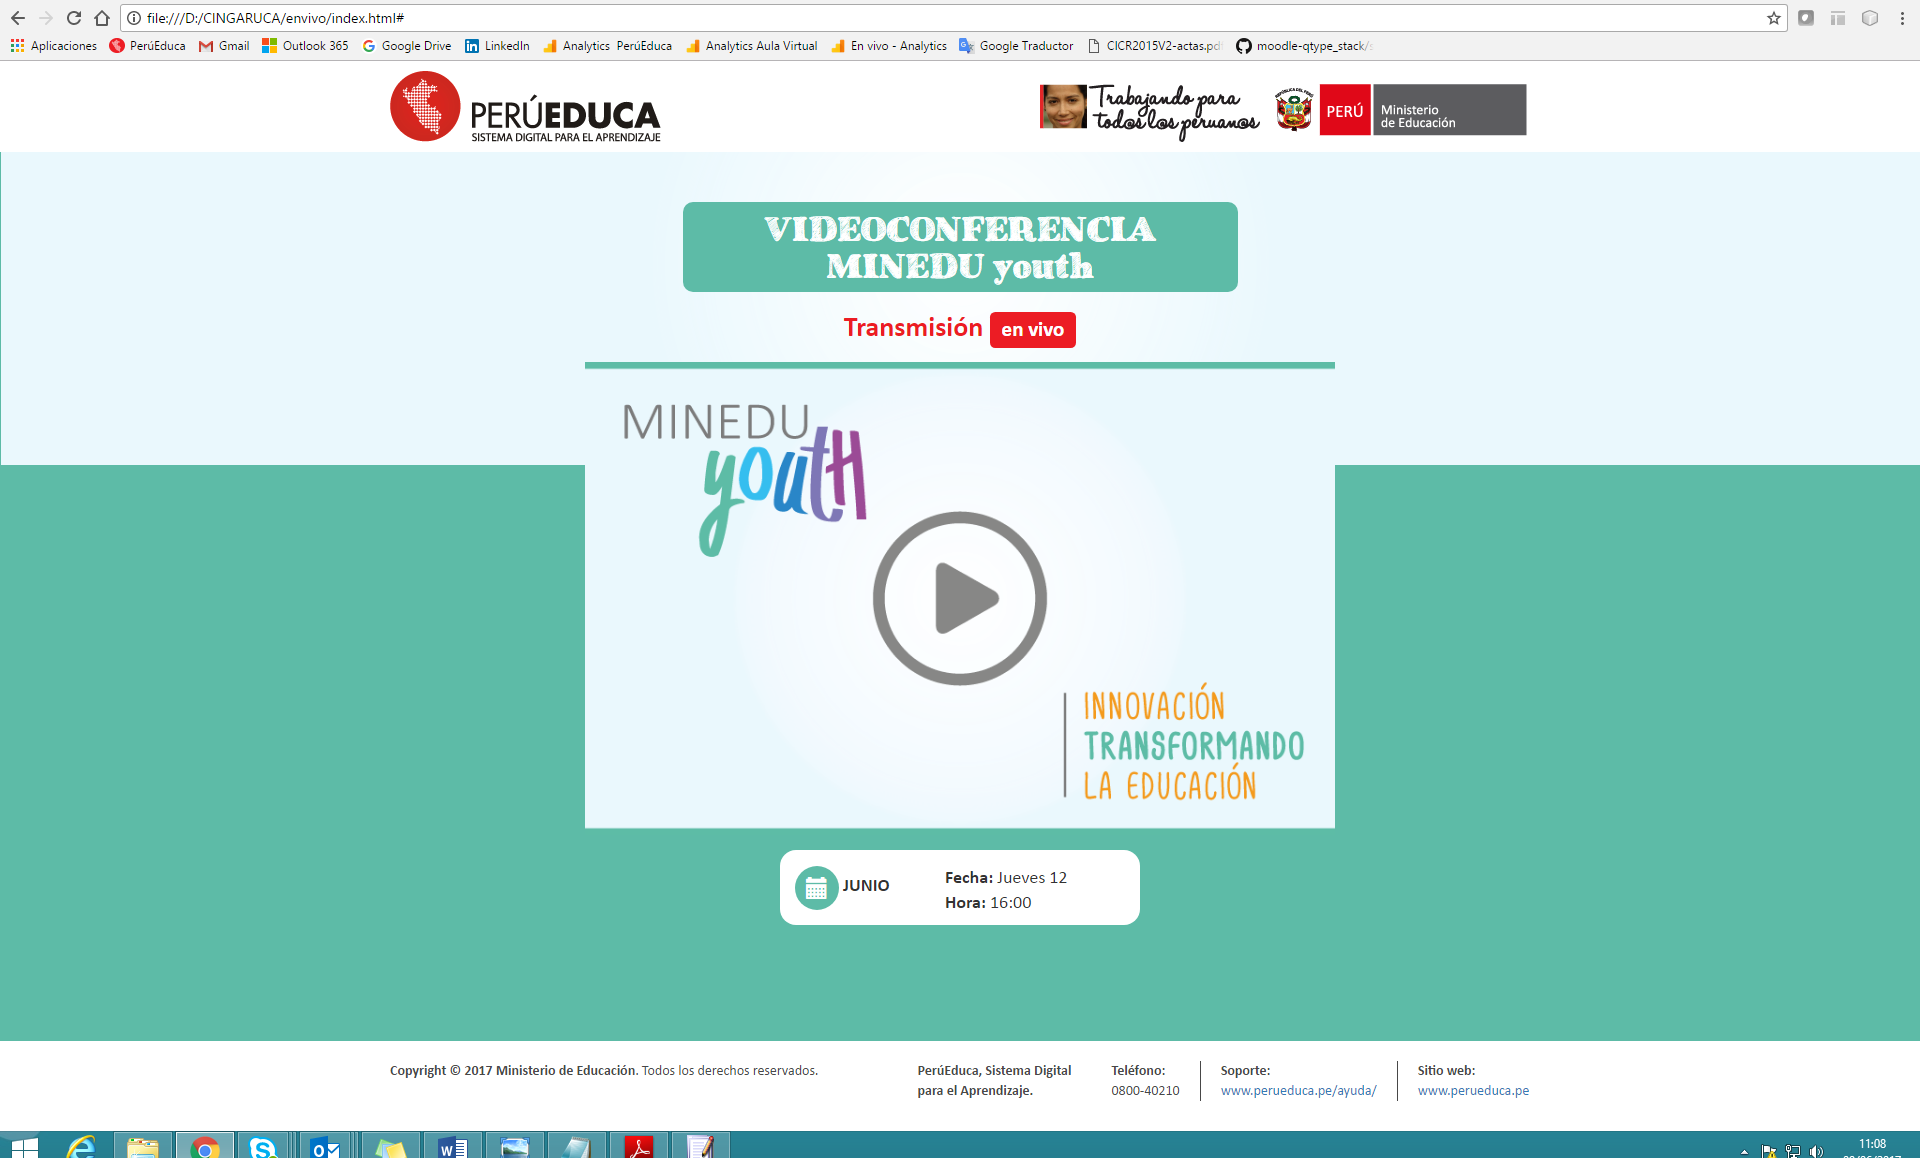 file:///D:/CINGARUCA/envivo/index.html#
Aplicaciones PerúEduca Gmail Outlook 365 Google Drive LinkedIn Analytics PerúEduca Analytics Aula Virtual En vivo - Analytics Google Traductor CICR2015V2-actas.pd moodle-qtype_stack/
PERÚEDUCA
SISTEMA DIGITAL PARA EL APRENDIZAJE
Trabajando para
todos los peruanos
REPÚBLICA DEL PERÚ
PERÚ
Ministerio
de Educación
VIDEOCONFERENCIA
MINEDU youth
Transmisión en vivo
MINEDU
youtH
INNOVACIÓN
TRANSFORMANDO
LA EDUCACIÓN
JUNIO
Fecha: Jueves 12
Hora: 16:00
Copyright © 2017 Ministerio de Educación. Todos los derechos reservados.
PerúEduca, Sistema Digital
para el Aprendizaje.
Teléfono:
0800-40210
Soporte:
www.perueduca.pe/ayuda/
Sitio web:
www.perueduca.pe
11:08